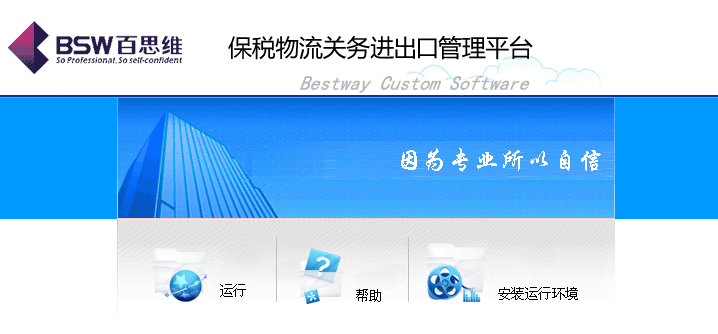 BSW百思维
So Professional, So self-confident
保税物流关务进出口管理平台
Bestway Custom Software
因为专业所以自信
运行
帮助
安装运行环境